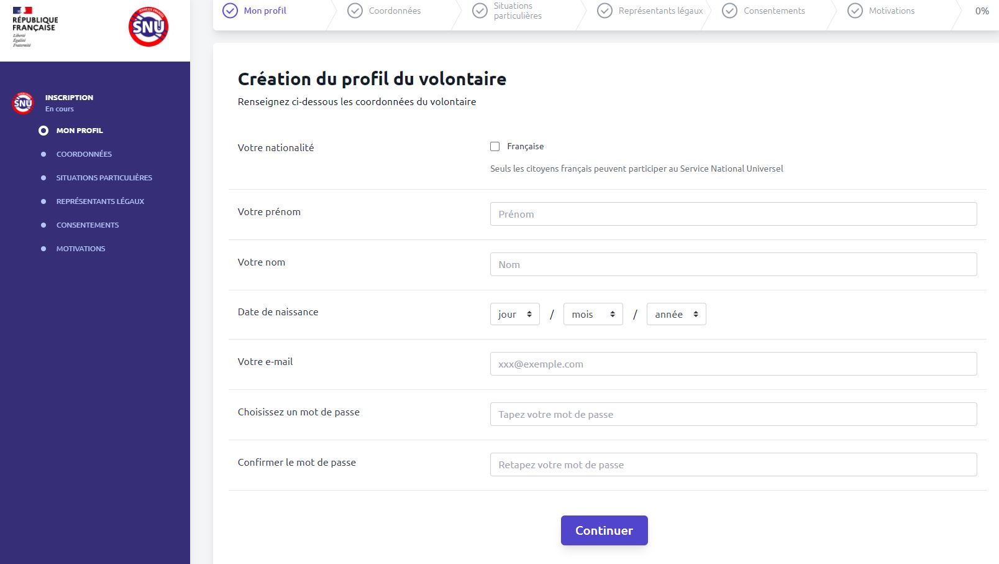 RÉPUBLIQUE
FRANÇAISE
Liberté
Égalité
Fraternité
JEUNESSE ENGAGÉE
SNU
Mon profil
Coordonnées
Situations
particulières
Représentants légaux
Consentements
Motivations
0%
SNU
INSCRIPTION
En cours
MON PROFIL
COORDONNÉES
SITUATIONS PARTICULIÈRES
REPRÉSENTANTS LÉGAUX
CONSENTEMENTS
MOTIVATIONS
Création du profil du volontaire
Renseignez ci-dessous les coordonnées du volontaire
Votre nationalité
Française
Seuls les citoyens français peuvent participer au Service National Universel
Votre prénom
Prénom
Votre nom
Nom
Date de naissance
jour / mois / année
Votre e-mail
xxx@exemple.com
Choisissez un mot de passe
Tapez votre mot de passe
Confirmer le mot de passe
Retapez votre mot de passe
Continuer